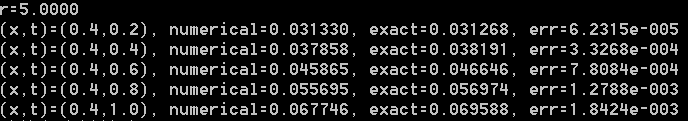 r=5.0000
(x,t)=(0.4,0.2), numerical=0.031330, exact=0.031268, err=6.2315e-005
(x,t)=(0.4,0.4), numerical=0.037858, exact=0.038191, err=3.3268e-004
(x,t)=(0.4,0.6), numerical=0.045865, exact=0.046646, err=7.8084e-004
(x,t)=(0.4,0.8), numerical=0.055695, exact=0.056974, err=1.2788e-003
(x,t)=(0.4,1.0), numerical=0.067746, exact=0.069588, err=1.8424e-003